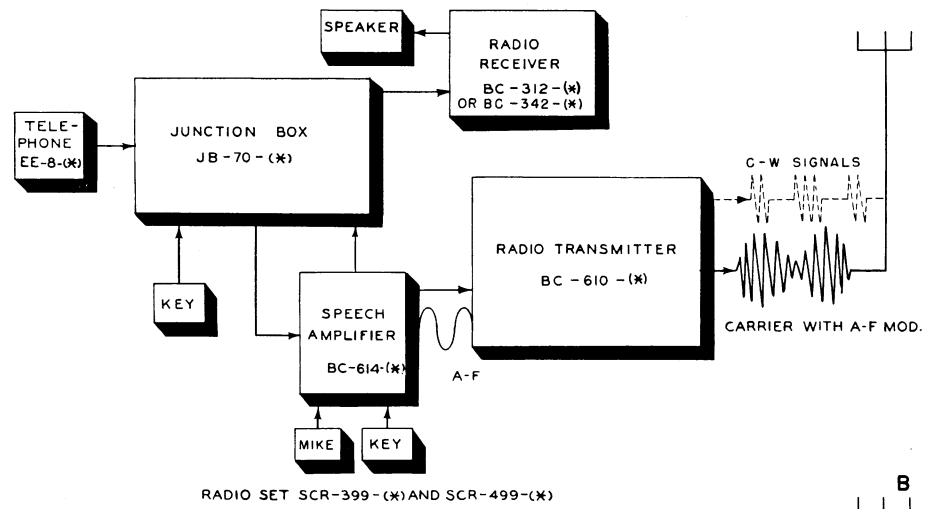 SPEAKER
RADIO
RECEIVER
BC-312-(*)
OR BC-342-(*)
TELE-
PHONE
EE-8-(*)
JUNCTION BOX
JB-70-(*)
C-W SIGNALS
RADIO TRANSMITTER
BC-610-(*)
KEY
SPEECH
AMPLIFIER
BC-614-(*)
A-F
CARRIER WITH A-F MOD.
MIKE
KEY
RADIO SET SCR-399-(*) AND SCR-499-(*)
B